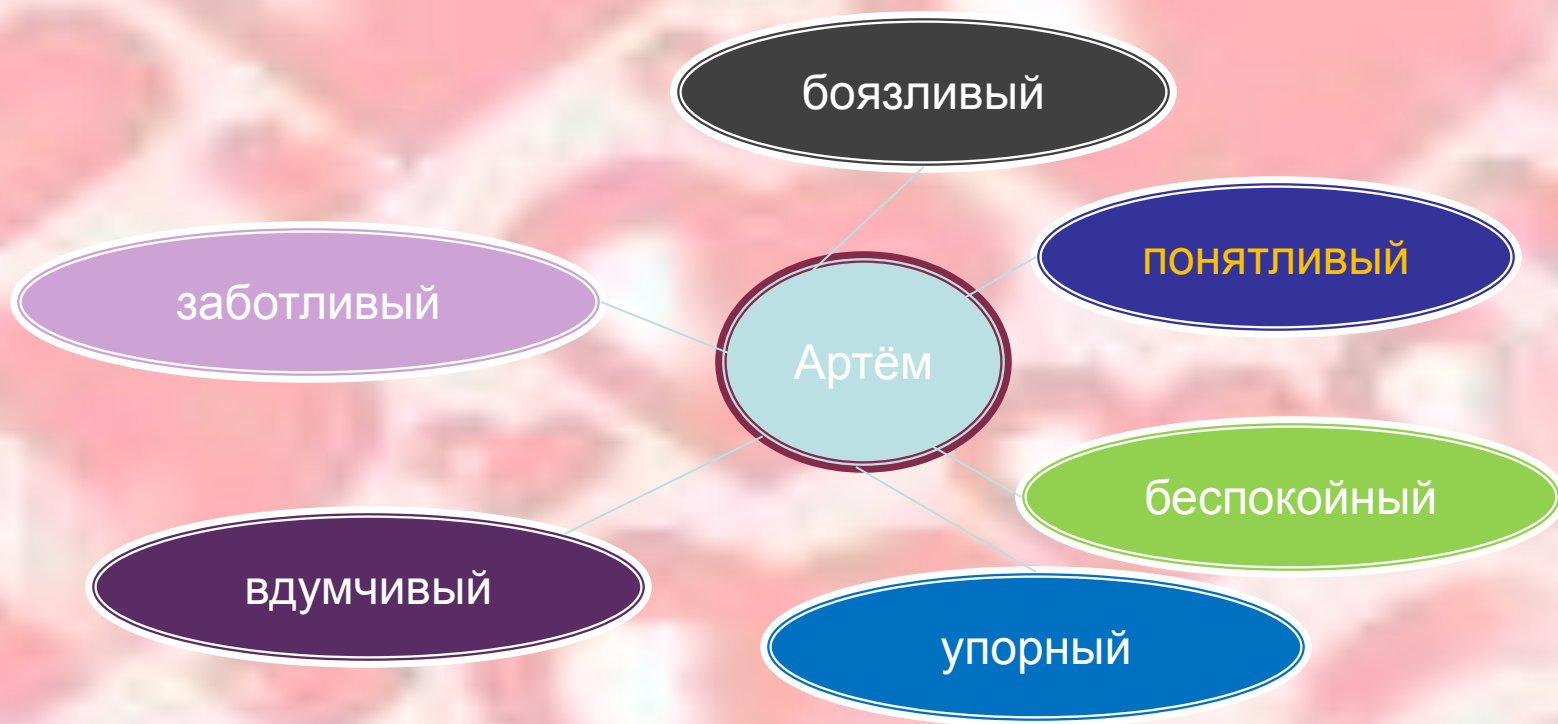 боязливый
понятливый
заботливый
Артём
беспокойный
вдумчивый
упорный